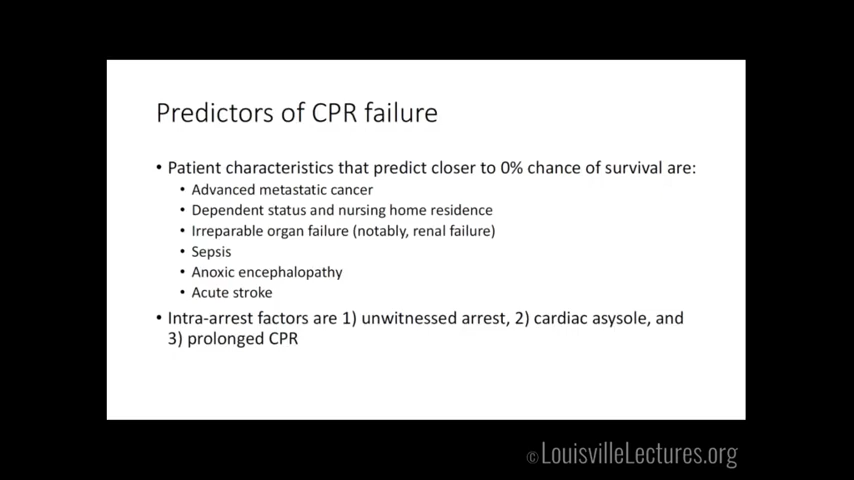 Predictors of CPR failure
• Patient characteristics that predict closer to 0% chance of survival are:
• Advanced metastatic cancer
• Dependent status and nursing home residence
• Irreparable organ failure (notably, renal failure)
• Sepsis
• Anoxic encephalopathy
• Acute stroke
• Intra-arrest factors are 1) unwitnessed arrest, 2) cardiac asysole, and
3) prolonged CPR
© LouisvilleLectures.org